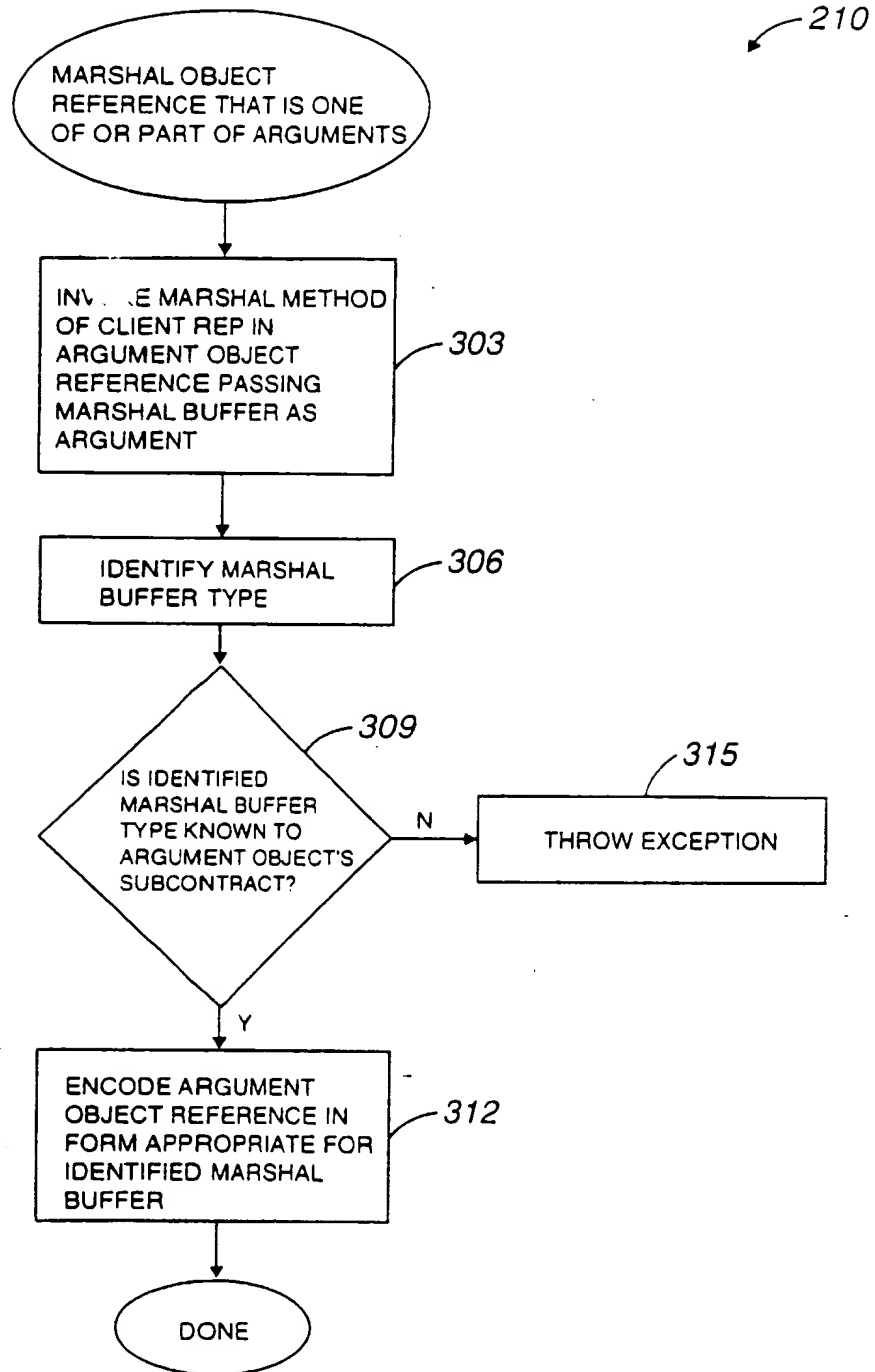 210
MARSHAL OBJECT
REFERENCE THAT IS ONE
OF OR PART OF ARGUMENTS
MARSHAL METHOD
OF CLIENT REP IN
ARGUMENT OBJECT
REFERENCE PASSING
MARSHAL BUFFER AS
ARGUMENT
303
IDENTIFY MARSHAL
BUFFER TYPE
306
309
IS IDENTIFIED
MARSHAL BUFFER
TYPE KNOWN TO
ARGUMENT OBJECT'S
SUBCONTRACT?
N
315
THROW EXCEPTION
Y
ENCODE ARGUMENT
OBJECT REFERENCE IN
FORM APPROPRIATE FOR
IDENTIFIED MARSHAL
BUFFER
312
DONE